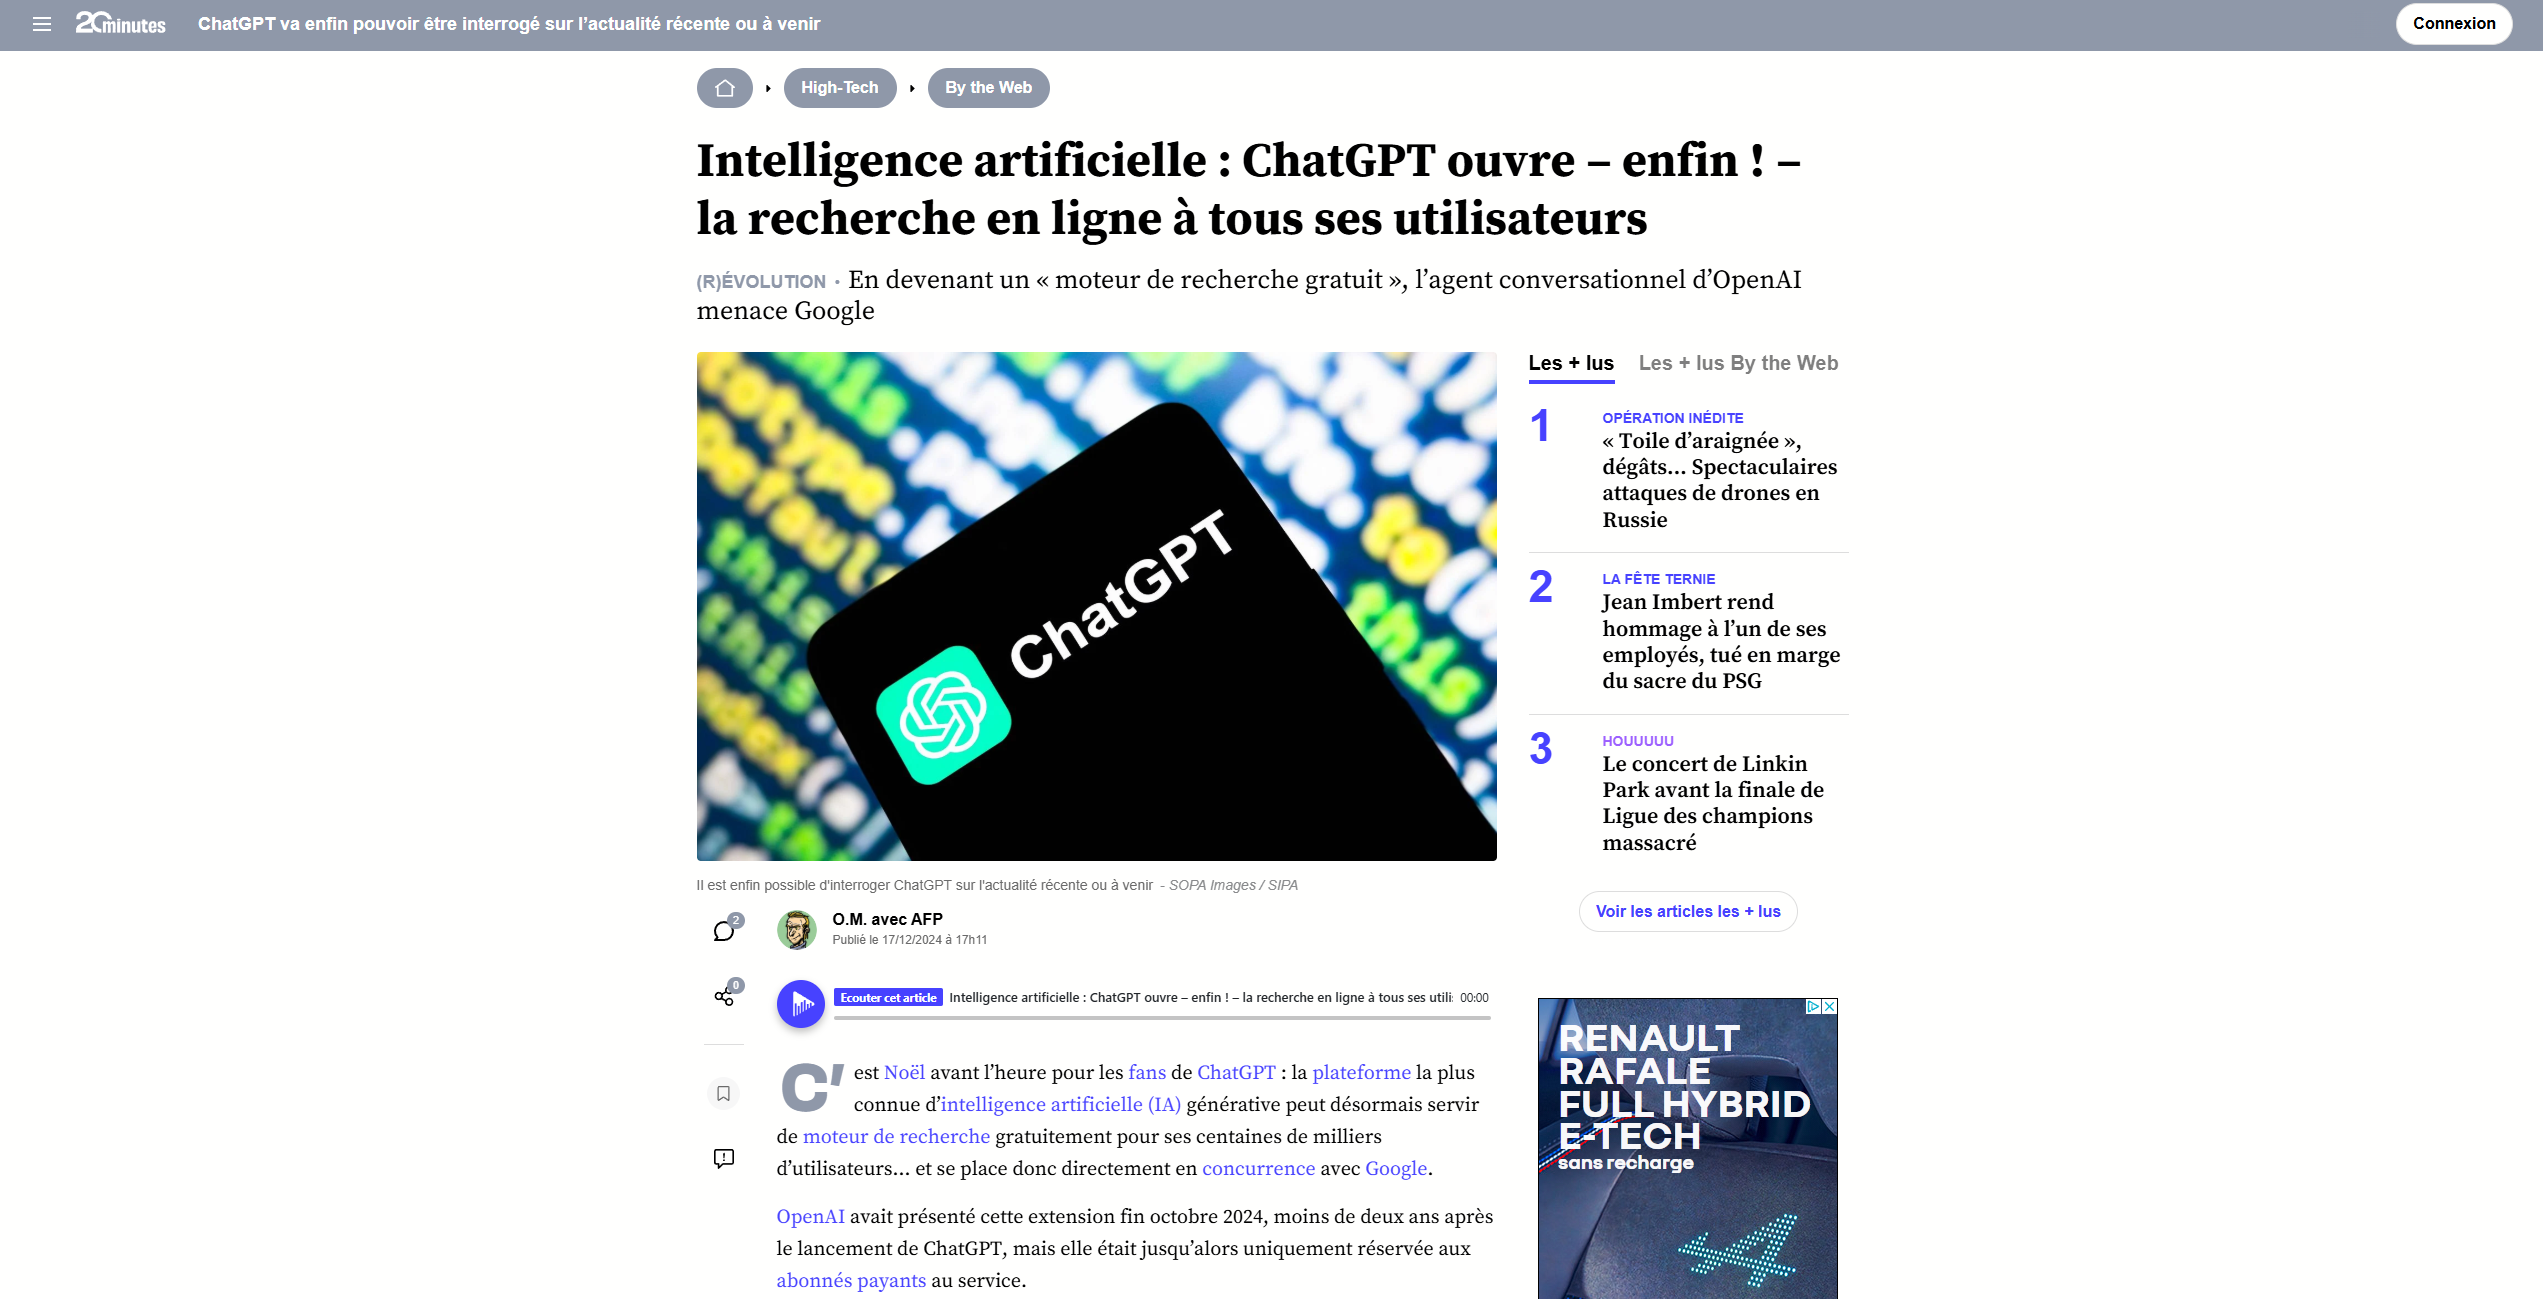 20minutes
ChatGPT va enfin pouvoir être interrogé sur l’actualité récente ou à venir
Connexion
High-Tech
By the Web
Intelligence artificielle : ChatGPT ouvre – enfin ! –
la recherche en ligne à tous ses utilisateurs
(R)ÉVOLUTION • En devenant un « moteur de recherche gratuit », l’agent conversationnel d’OpenAI
menace Google
ChatGPT
Il est enfin possible d'interroger ChatGPT sur l'actualité récente ou à venir - SOPA Images / SIPA
2
O.M. avec AFP
Publié le 17/12/2024 à 17h11
0
Ecouter cet article Intelligence artificielle : ChatGPT ouvre – enfin ! – la recherche en ligne à tous ses utili 00:00
C’est Noël avant l’heure pour les fans de ChatGPT : la plateforme la plus
connue d’intelligence artificielle (IA) générative peut désormais servir
de moteur de recherche gratuitement pour ses centaines de milliers
d’utilisateurs… et se place donc directement en concurrence avec Google.
OpenAI avait présenté cette extension fin octobre 2024, moins de deux ans après
le lancement de ChatGPT, mais elle était jusqu’alors uniquement réservée aux
abonnés payants au service.
Les + lus
Les + lus By the Web
1
OPÉRATION INÉDITE
« Toile d’araignée »,
dégâts… Spectaculaires
attaques de drones en
Russie
2
LA FÊTE TERNIE
Jean Imbert rend
hommage à l’un de ses
employés, tué en marge
du sacre du PSG
3
HOUUUUU
Le concert de Linkin
Park avant la finale de
Ligue des champions
massacré
Voir les articles les + lus
RENAULT
RAFALE
FULL HYBRID
E-TECH
sans recharge